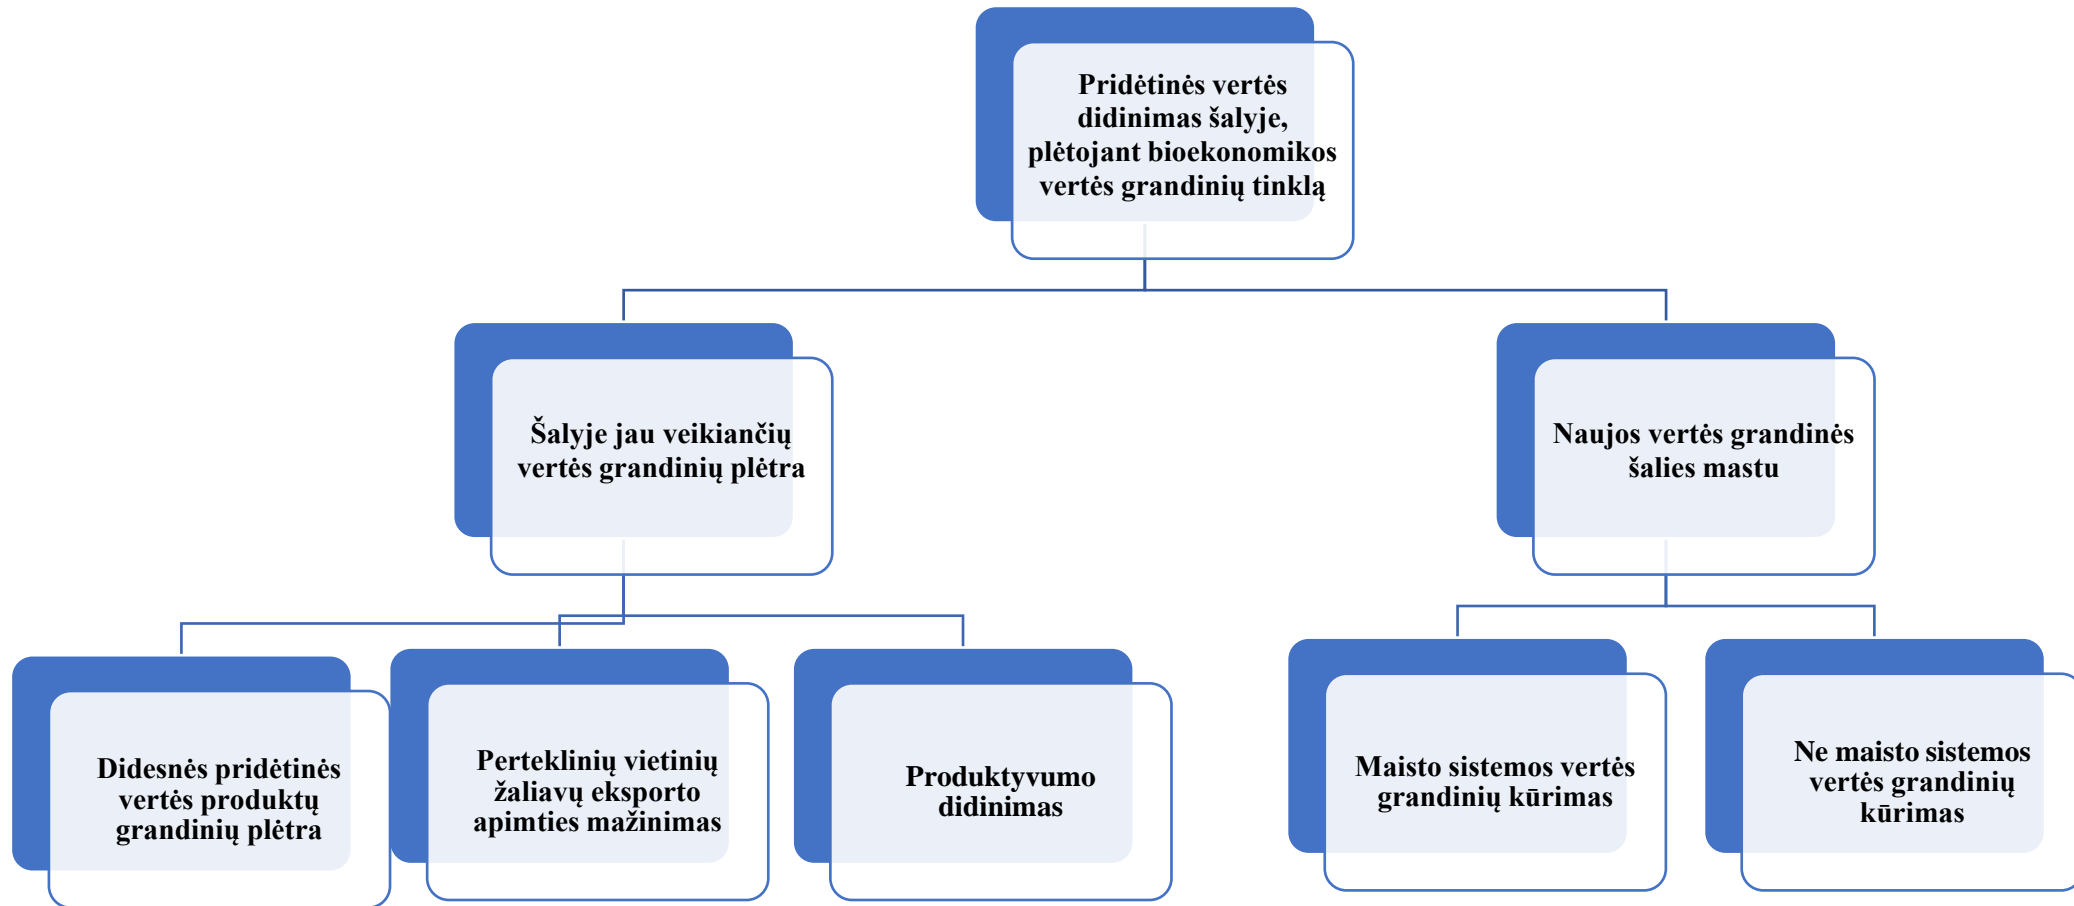 Pridėtinės vertės
didinimas šalyje,
plėtojant bioekonomikos
vertės grandinių tinklą
Šalyje jau veikiančių
vertės grandinių plėtra
Naujos vertės grandinės
šalies mastu
Didesnės pridėtinės
vertės produktų
grandinių plėtra
Perteklinių vietinių
žaliavų eksporto
apimties mažinimas
Produktyvumo
didinimas
Maisto sistemos vertės
grandinių kūrimas
Ne maisto sistemos
vertės grandinių
kūrimas